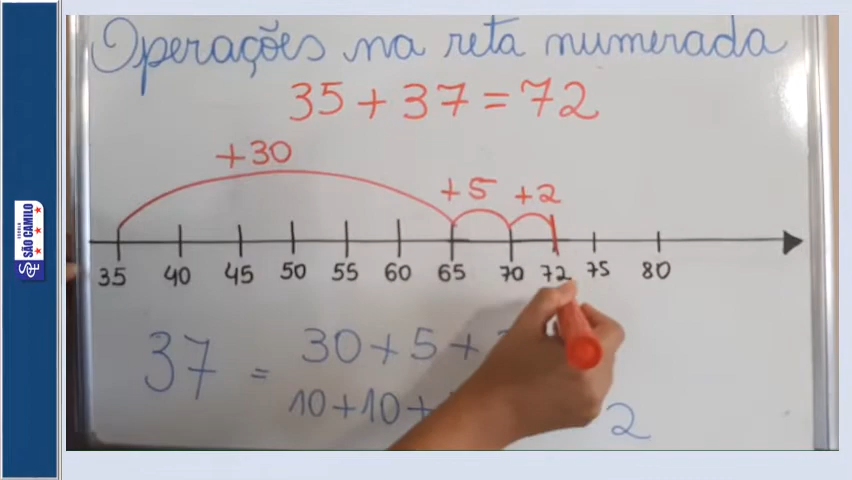 Operações na reta numerada
35 + 37 = 72
+30
+5 +2
35 40 45 50 55 60 65 70 72 75 80
37 = 30 + 5 +
10 + 10 +
2
ESCOLA
SÃO CAMILO